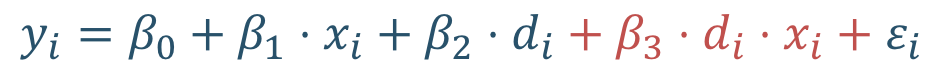 yᵢ = β₀ + β₁ · xᵢ + β₂ · dᵢ + β₃ · dᵢ · xᵢ + εᵢ